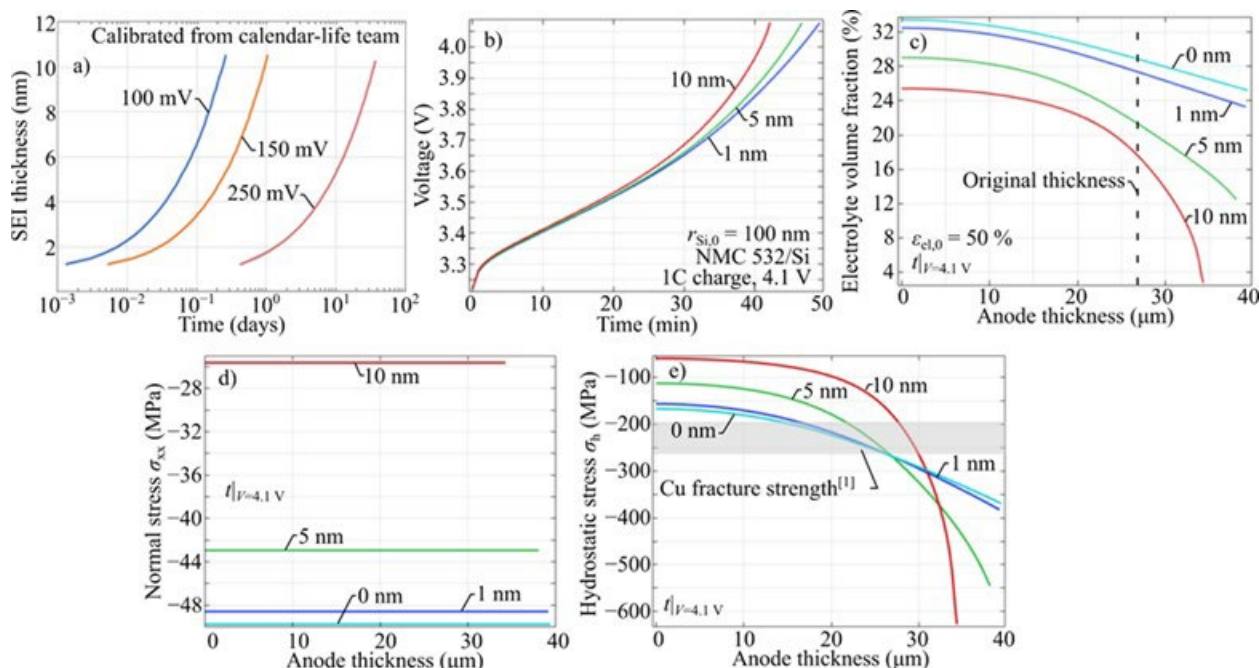 12
10
8
6
4
2
SEI thickness (nm)
Calibrated from calendar-life team
a)
100 mV
150 mV
250 mV
10⁻³ 10⁻² 10⁻¹ 10⁰ 10¹ 10²
Time (days)
4.0
3.9
3.8
3.7
3.6
3.5
3.4
3.3
Voltage (V)
b)
10 nm
5 nm
1 nm
r_Si,0 = 100 nm
NMC 532/Si
1C charge, 4.1 V
0 10 20 30 40 50
Time (min)
32
28
24
20
16
12
8
4
Electrolyte volume fraction (%)
c)
0 nm
1 nm
5 nm
Original thickness
10 nm
ε_el,0 = 50 %
t|_V=4.1 V
0 10 20 30 40
Anode thickness (μm)
−28
−32
−36
−40
−44
−48
Normal stress σ_xx (MPa)
d)
10 nm
t|_V=4.1 V
5 nm
0 nm
1 nm
0 10 20 30 40
Anode thickness (μm)
−100
−200
−300
−400
−500
−600
Hydrostatic stress σ_h (MPa)
e)
10 nm
5 nm
0 nm
1 nm
Cu fracture strength[1]
t|_V=4.1 V
0 10 20 30 40
Anode thickness (μm)